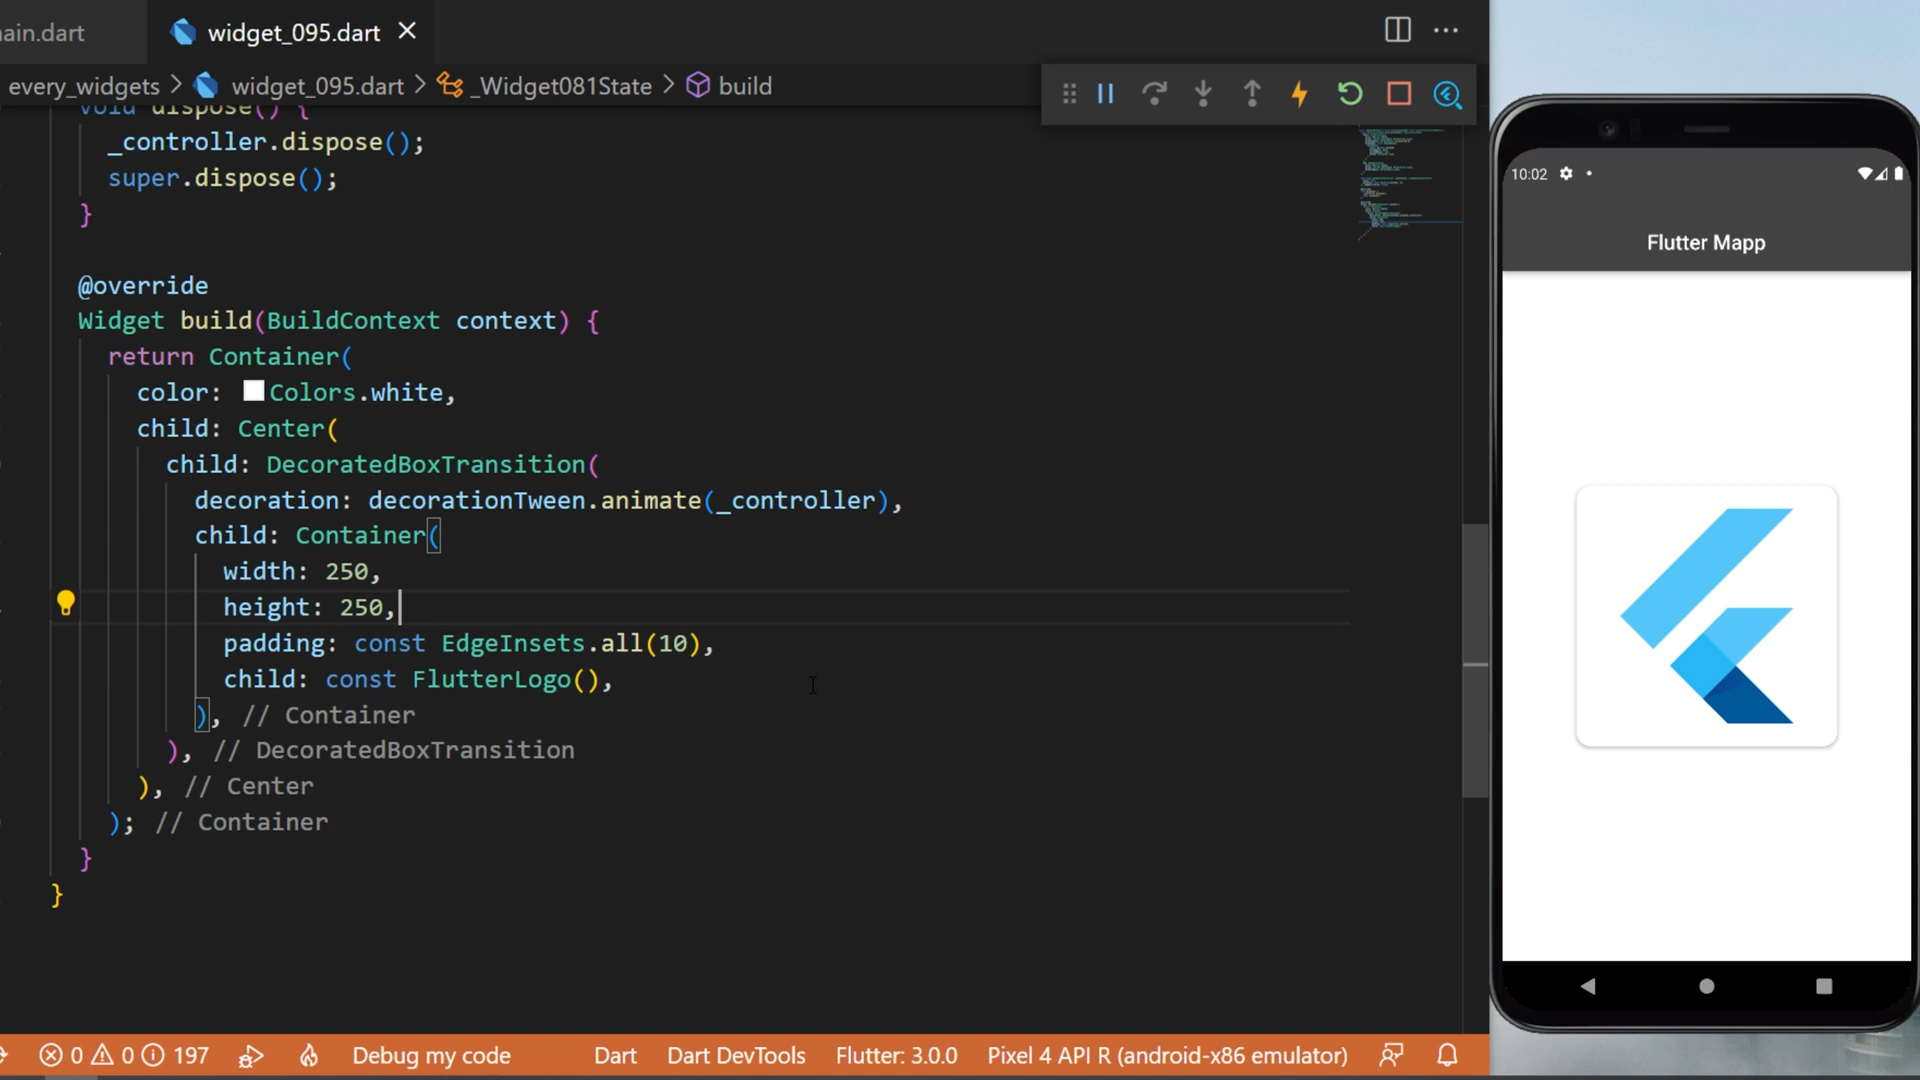 ain.dart
widget_095.dart
every_widgets > widget_095.dart > _Widget081State > build
void dispose() {
_controller.dispose();
super.dispose();
}
@override
Widget build(BuildContext context) {
return Container(
color: Colors.white,
child: Center(
child: DecoratedBoxTransition(
decoration: decorationTween.animate(_controller),
child: Container(
width: 250,
height: 250,
padding: const EdgeInsets.all(10),
child: const FlutterLogo(),
), // Container
), // DecoratedBoxTransition
), // Center
); // Container
}
}
10:02
Flutter Mapp
0 0 197 Debug my code Dart Dart DevTools Flutter: 3.0.0 Pixel 4 API R (android-x86 emulator)